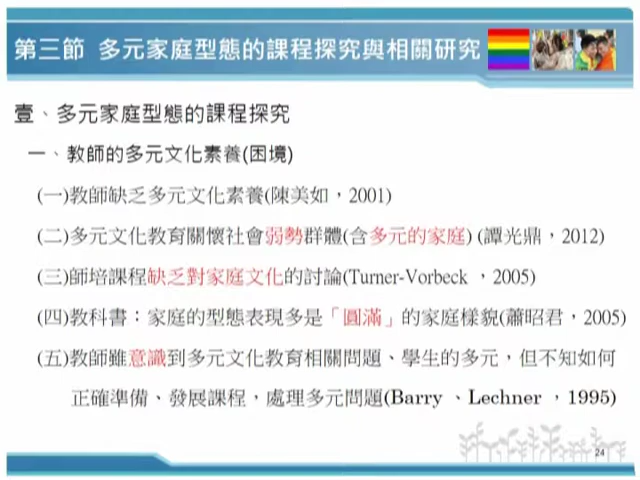 第三節 多元家庭型態的課程探究與相關研究
壹、多元家庭型態的課程探究
一、教師的多元文化素養(困境)
(一)教師缺乏多元文化素養(陳美如，2001)
(二)多元文化教育關懷社會弱勢群體(含多元的家庭) (譚光鼎，2012)
(三)師培課程缺乏對家庭文化的討論(Turner-Vorbeck ，2005)
(四)教科書：家庭的型態表現多是「圓滿」的家庭樣貌(蕭昭君，2005)
(五)教師雖意識到多元文化教育相關問題、學生的多元，但不知如何
正確準備、發展課程，處理多元問題(Barry 、Lechner ，1995)
24